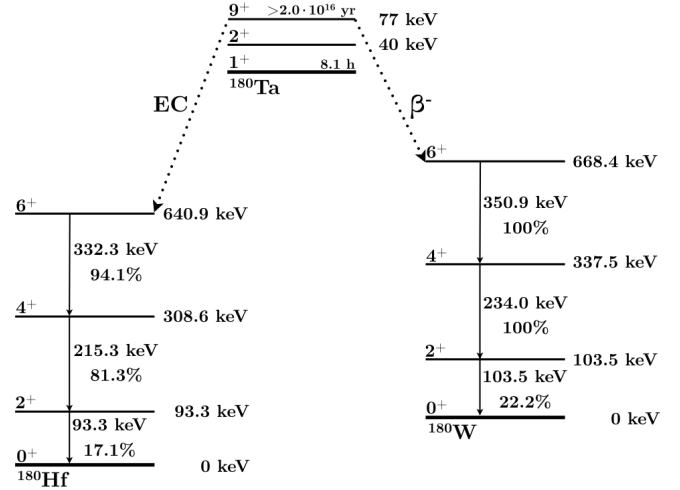 9⁺ >2.0·10¹⁶ yr 77 keV
2⁺ 40 keV
1⁺ 8.1 h
¹⁸⁰Ta
EC
β⁻
6⁺ 640.9 keV
332.3 keV
94.1%
4⁺ 308.6 keV
215.3 keV
81.3%
2⁺ 93.3 keV
93.3 keV
17.1%
0⁺ 0 keV
¹⁸⁰Hf
6⁺ 668.4 keV
350.9 keV
100%
4⁺ 337.5 keV
234.0 keV
100%
2⁺ 103.5 keV
103.5 keV
22.2%
0⁺ 0 keV
¹⁸⁰W